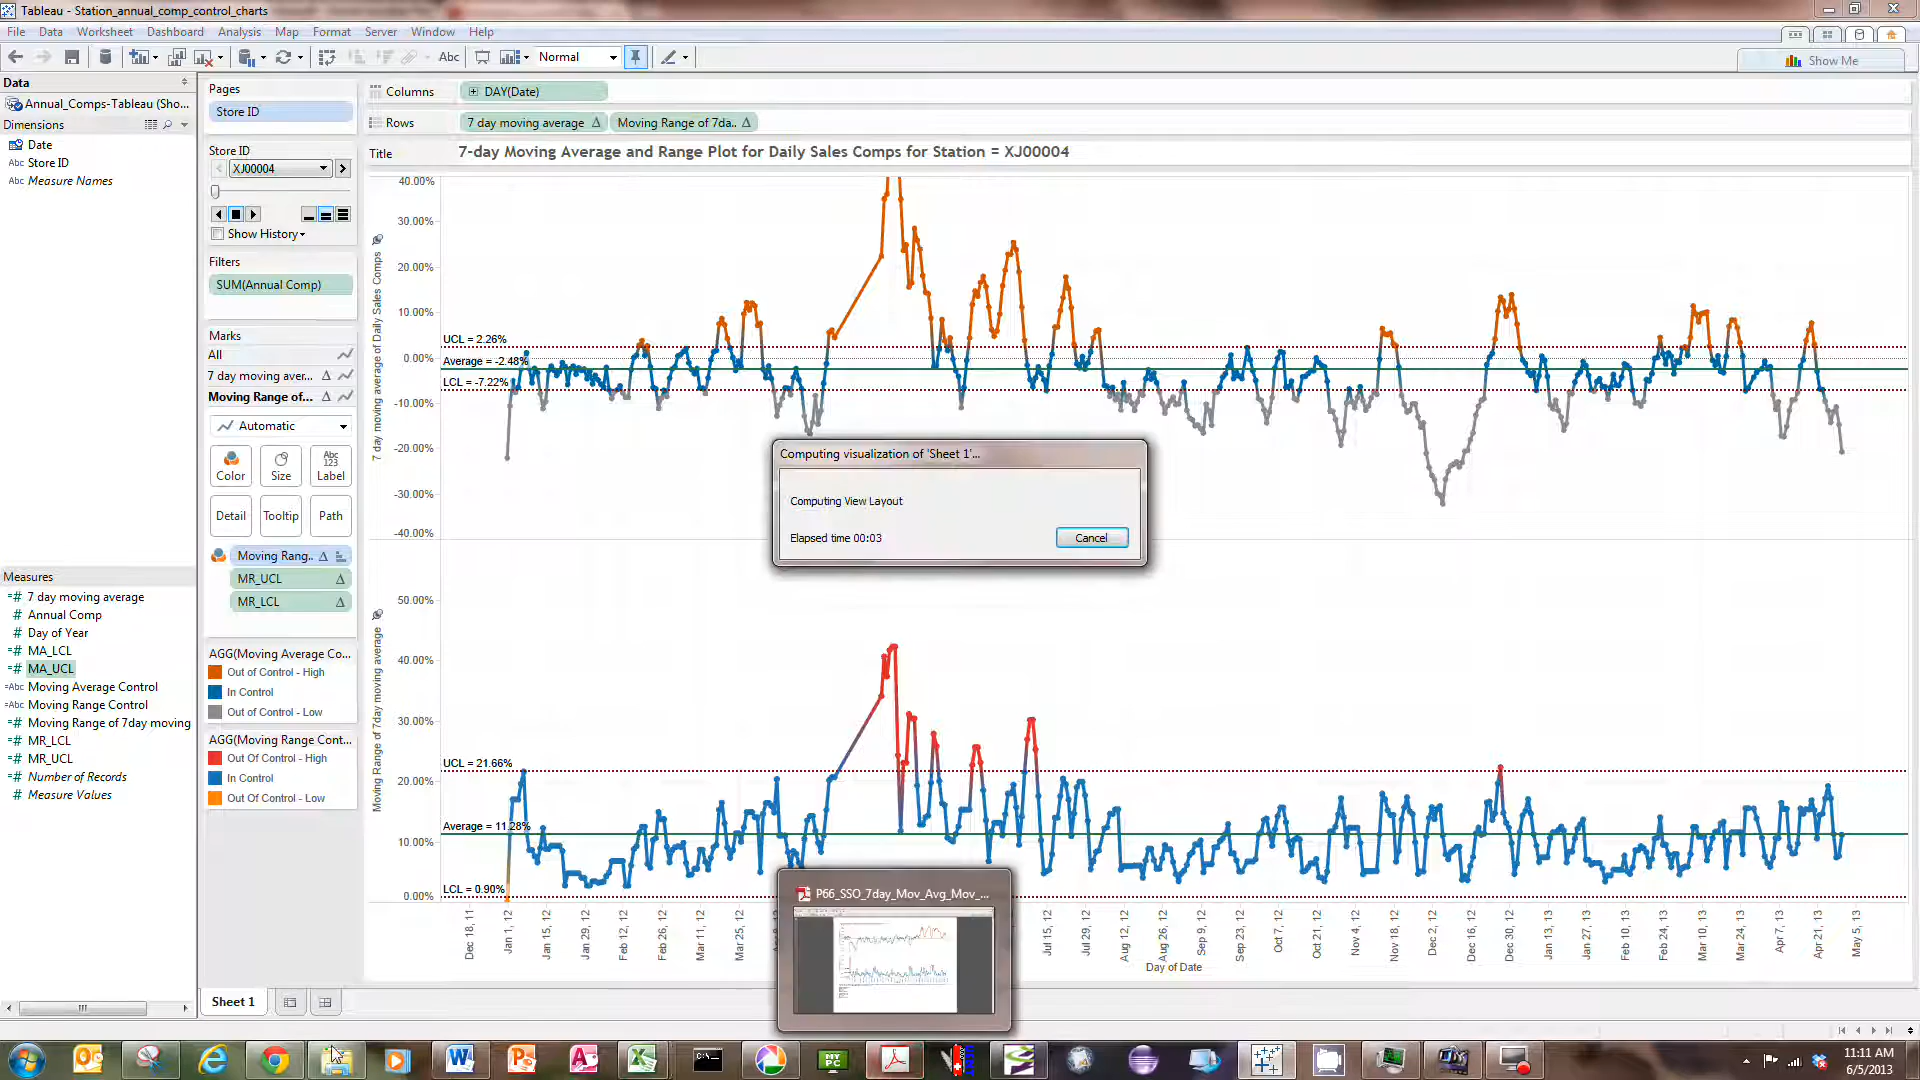 Tableau - Station_annual_comp_control_charts
File Data Worksheet Dashboard Analysis Map Format Server Window Help
Abc Normal Show Me
Data
Annual_Comps-Tableau (Sho...
Dimensions
Date
Abc Store ID
Abc Measure Names
Measures
# 7 day moving average
# Annual Comp
# Day of Year
# MA_LCL
# MA_UCL
Abc Moving Average Control
Abc Moving Range Control
# Moving Range of 7day moving
# MR_LCL
# MR_UCL
# Number of Records
# Measure Values
Pages
Store ID
Store ID
XJ00004
Show History
Filters
SUM(Annual Comp)
Marks
All
7 day moving aver... Δ
Moving Range of... Δ
Automatic
Abc
123
Color Size Label
Detail Tooltip Path
Moving Rang.. Δ
MR_UCL Δ
MR_LCL Δ
AGG(Moving Average Co...
Out of Control - High
In Control
Out of Control - Low
AGG(Moving Range Cont...
Out Of Control - High
In Control
Out Of Control - Low
Columns DAY(Date)
Rows 7 day moving average Δ Moving Range of 7da.. Δ
Title 7-day Moving Average and Range Plot for Daily Sales Comps for Station = XJ00004
7 day moving average of Daily Sales Comps
40.00%
30.00%
20.00%
10.00%
0.00%
-10.00%
-20.00%
-30.00%
-40.00%
UCL = 2.26%
Average = -2.48%
LCL = -7.22%
Computing visualization of 'Sheet 1'...
Computing View Layout
Elapsed time 00:03 Cancel
Moving Range of 7day moving average
50.00%
40.00%
30.00%
20.00%
10.00%
0.00%
UCL = 21.66%
Average = 11.28%
LCL = 0.90%
Dec 18, 11
Jan 1, 12
Jan 15, 12
Jan 29, 12
Feb 12, 12
Feb 26, 12
Mar 11, 12
Mar 25, 12
Jul 15, 12
Jul 29, 12
Aug 12, 12
Aug 26, 12
Sep 9, 12
Sep 23, 12
Oct 7, 12
Oct 21, 12
Nov 4, 12
Nov 18, 12
Dec 2, 12
Dec 16, 12
Dec 30, 12
Jan 13, 13
Jan 27, 13
Feb 10, 13
Feb 24, 13
Mar 10, 13
Mar 24, 13
Apr 7, 13
Apr 21, 13
May 5, 13
Day of Date
P66_SSO_7day_Mov_Avg_Mov_...
Sheet 1
MY
PC
11:11 AM
6/5/2013